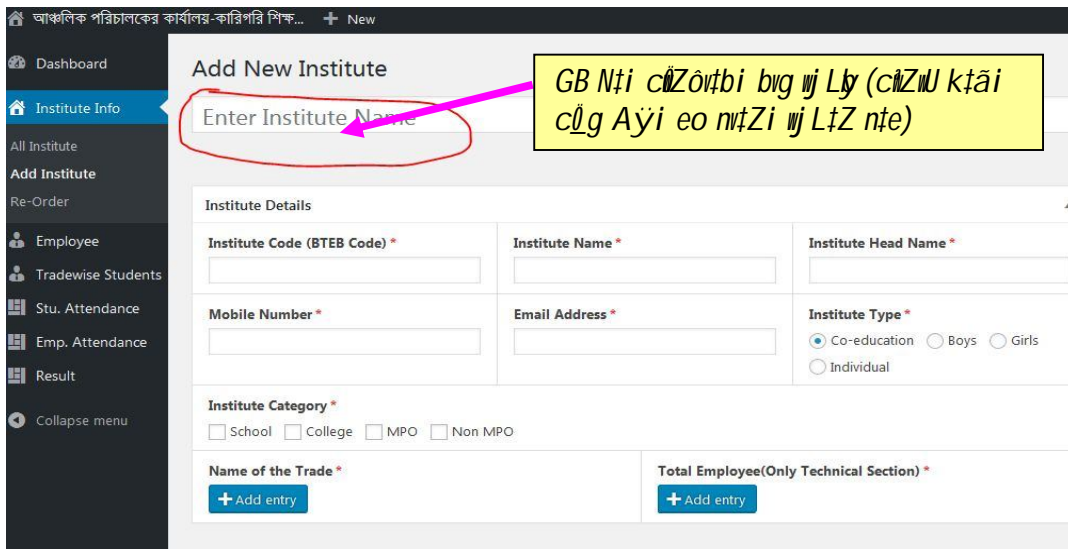 আঞ্চলিক পরিচালকের কার্যালয়-কারিগরি শিক্ষ... + New
Dashboard
Institute Info
All Institute
Add Institute
Re-Order
Employee
Tradewise Students
Stu. Attendance
Emp. Attendance
Result
Collapse menu
Add New Institute
Enter Institute Name
GB N‡i
(
)
Institute Details
Institute Code (BTEB Code) *
Institute Name *
Institute Head Name *
Mobile Number *
Email Address *
Institute Type *
Co-education Boys Girls
Individual
Institute Category *
School College MPO Non MPO
Name of the Trade *
+ Add entry
Total Employee(Only Technical Section) *
+ Add entry